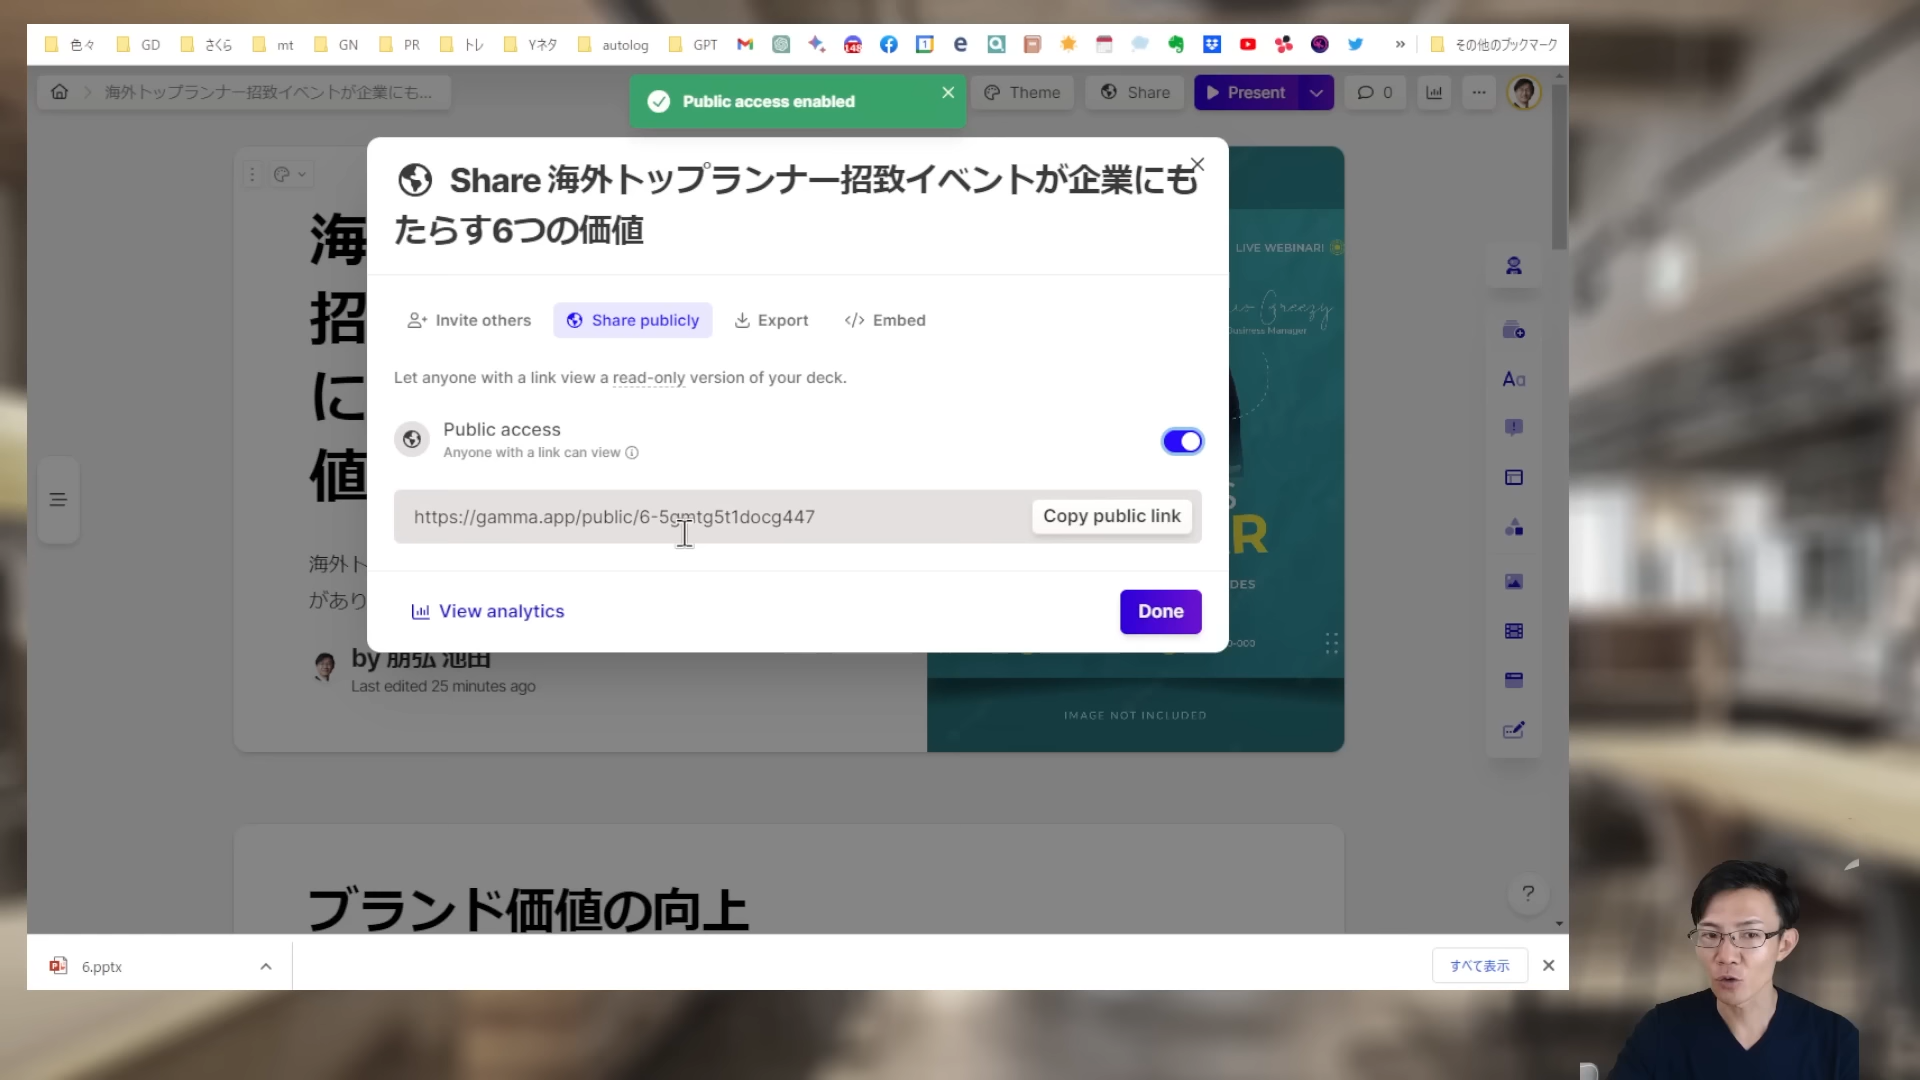 色々 GD さくら mt GN PR トレ Yネタ autolog GPT 148 1 » その他のブックマーク
海外トップランナー招致イベントが企業にも...
Public access enabled
Theme Share Present 0
Share 海外トップランナー招致イベントが企業にも
たらす6つの価値
Invite others Share publicly Export Embed
Let anyone with a link view a read-only version of your deck.
Public access
Anyone with a link can view
https://gamma.app/public/6-5gmtg5t1docg447 Copy public link
View analytics Done
海
招
に
値
海外ト
があり
by 朋弘 池田
Last edited 25 minutes ago
LIVE WEBINAR!
Business Manager
R
DES
0-000
IMAGE NOT INCLUDED
Aa
?
ブランド価値の向上
6.pptx すべて表示